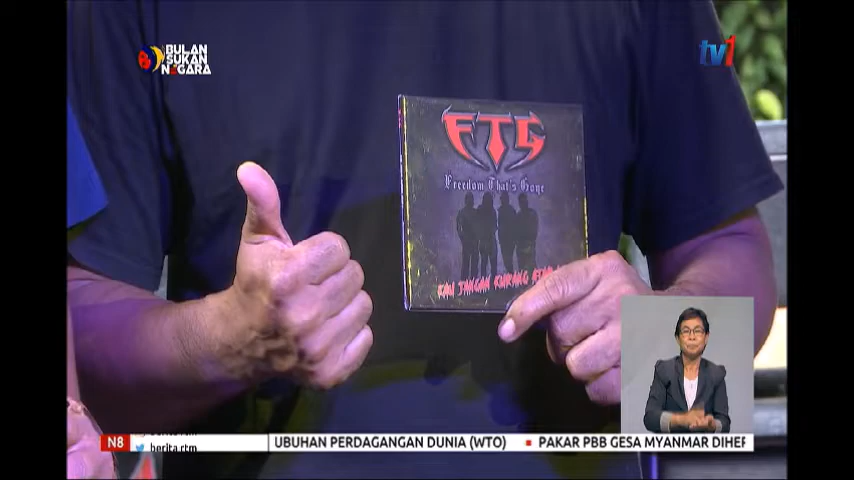 BULAN
SUKAN
NEGARA
tv1
FTG
Freedom That's Gone
KAU JANGAN KURANG
N8
berita rtm
UBUHAN PERDAGANGAN DUNIA (WTO)
PAKAR PBB GESA MYANMAR DIHEF